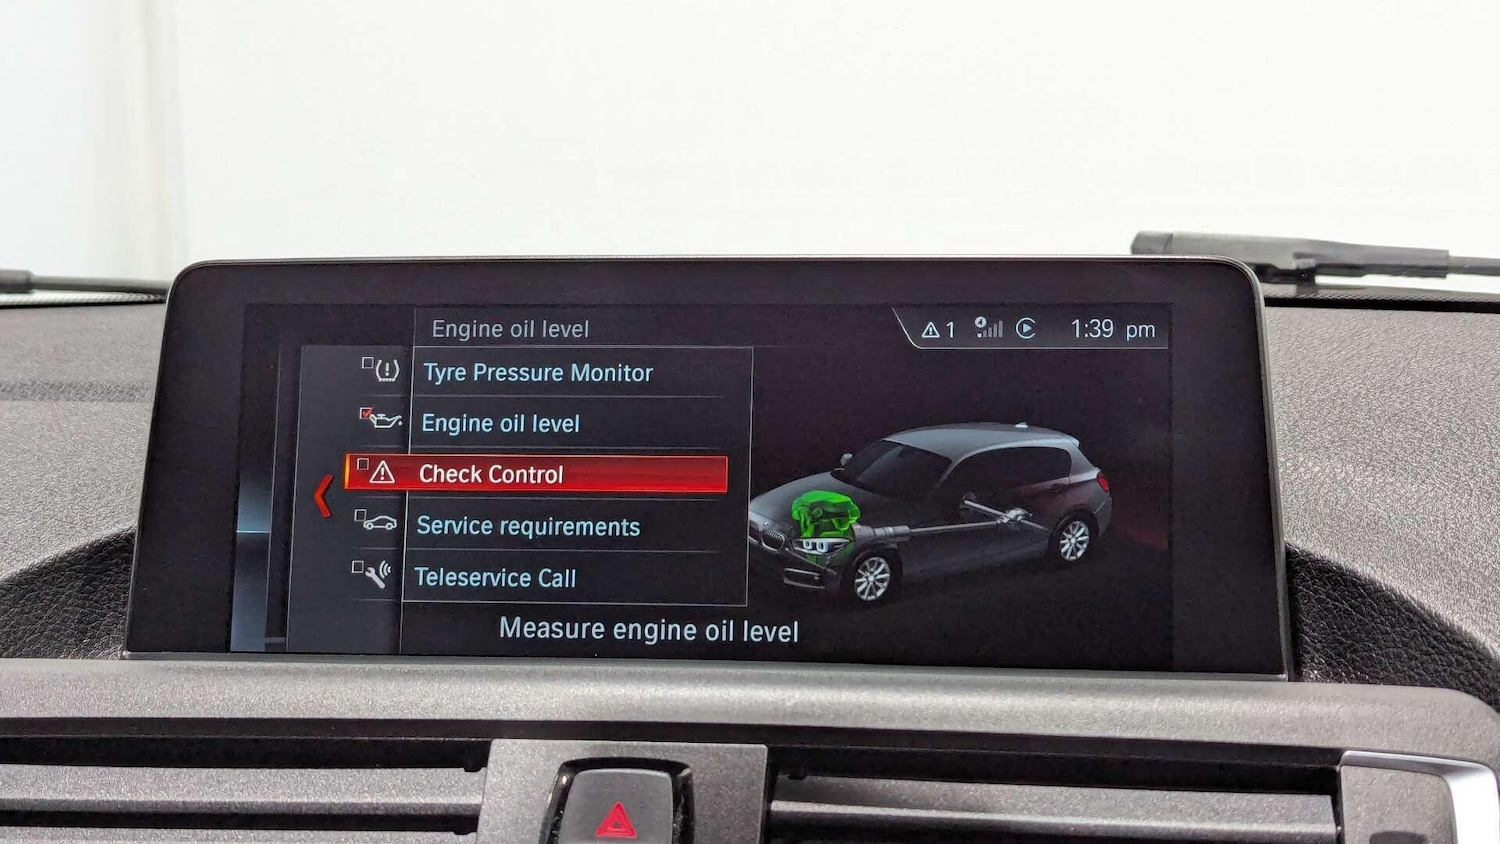 Engine oil level
1
1:39 pm
Tyre Pressure Monitor
Engine oil level
Check Control
Service requirements
Teleservice Call
Measure engine oil level